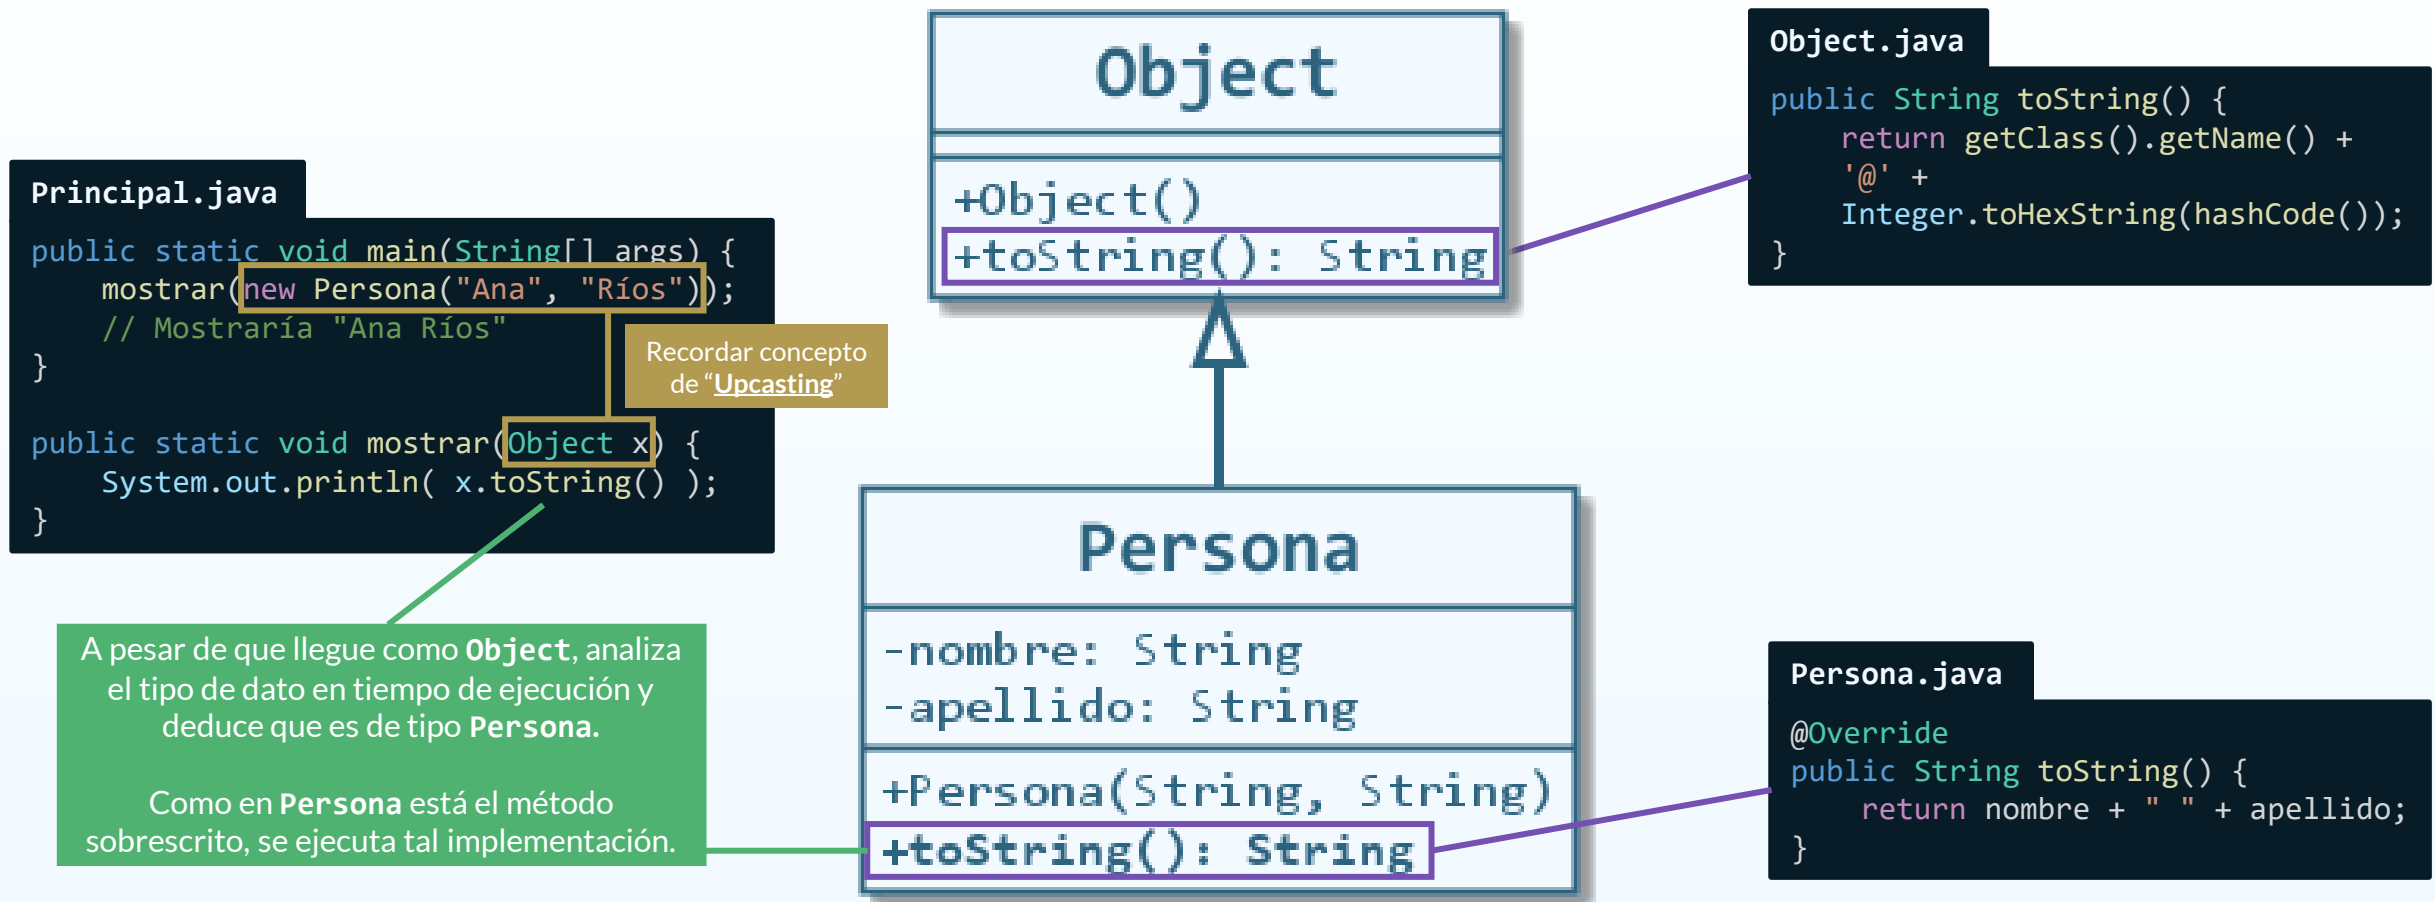 Principal.java
public static void main(String[] args) {
    mostrar(new Persona("Ana", "Ríos"));
    // Mostraría "Ana Ríos"
}
public static void mostrar(Object x) {
    System.out.println( x.toString() );
}
Recordar concepto
de “Upcasting”
A pesar de que llegue como Object, analiza
el tipo de dato en tiempo de ejecución y
deduce que es de tipo Persona.
Como en Persona está el método
sobrescrito, se ejecuta tal implementación.
Object
+Object()
+toString(): String
Persona
-nombre: String
-apellido: String
+Persona(String, String)
+toString(): String
Object.java
public String toString() {
    return getClass().getName() +
    '@' +
    Integer.toHexString(hashCode());
}
Persona.java
@Override
public String toString() {
    return nombre + " " + apellido;
}